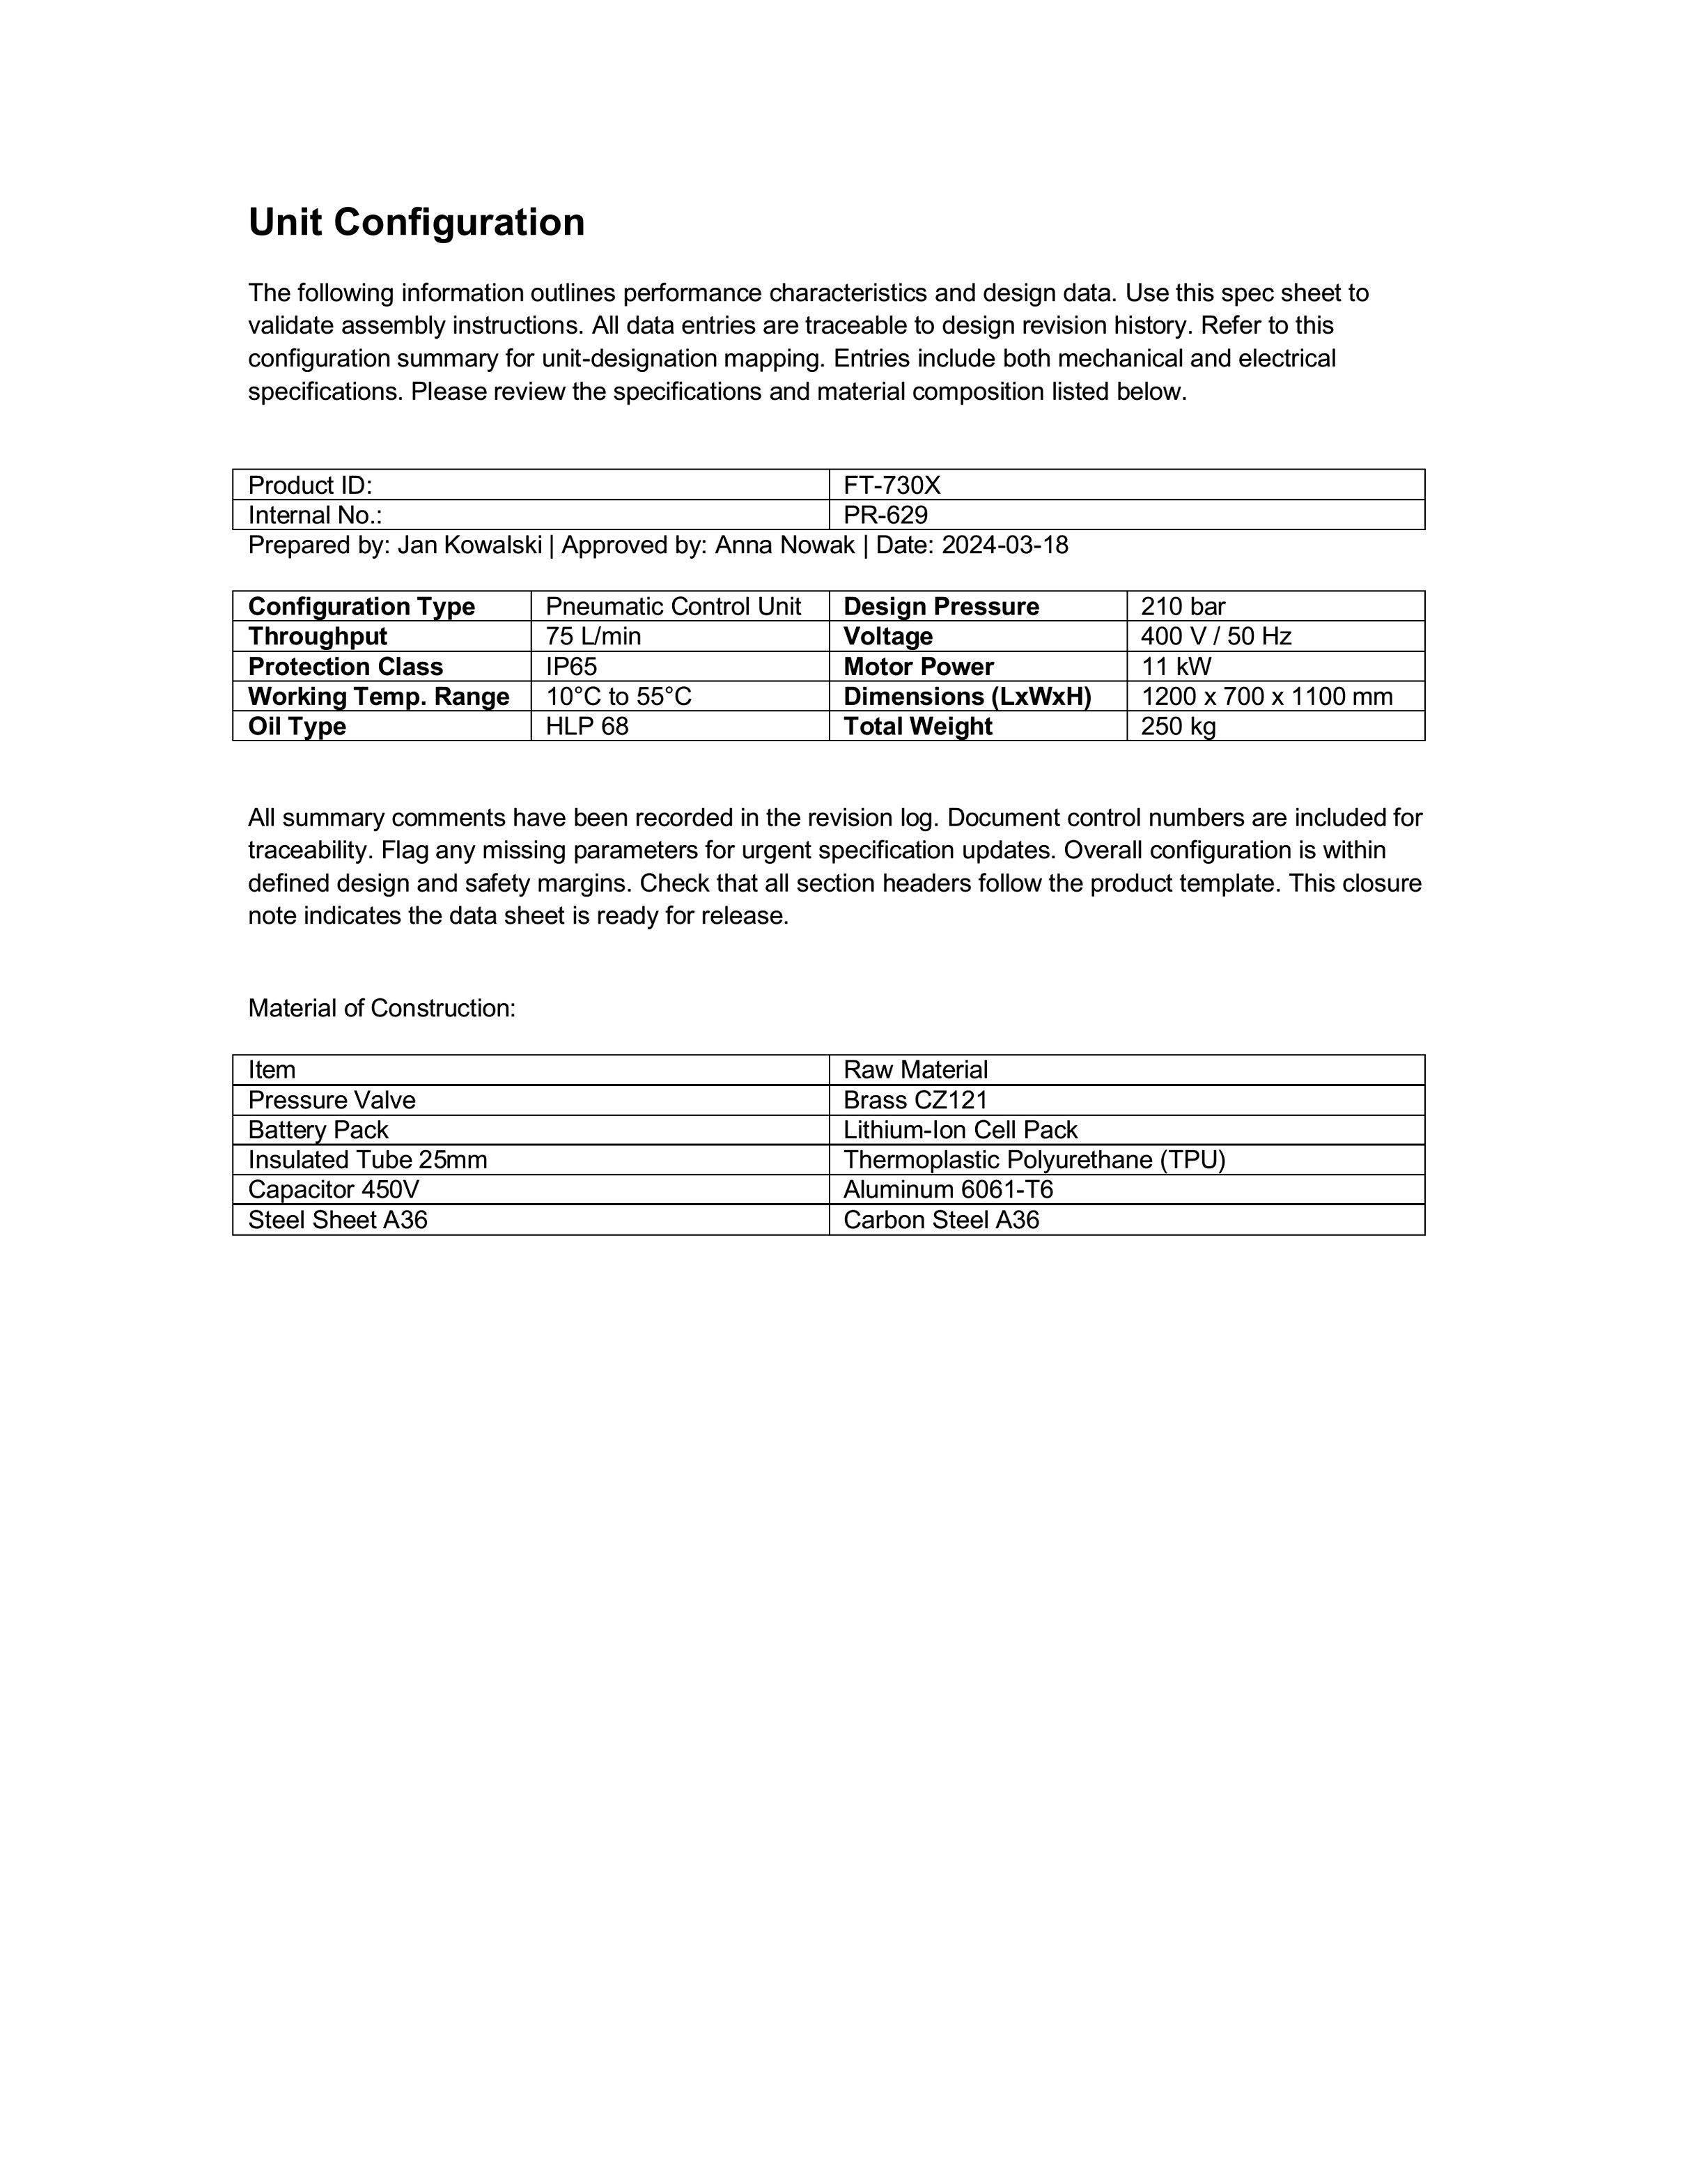 Unit Configuration
The following information outlines performance characteristics and design data. Use this spec sheet to
validate assembly instructions. All data entries are traceable to design revision history. Refer to this
configuration summary for unit-designation mapping. Entries include both mechanical and electrical
specifications. Please review the specifications and material composition listed below.
Product ID: FT-730X
Internal No.: PR-629
Prepared by: Jan Kowalski | Approved by: Anna Nowak | Date: 2024-03-18
Configuration Type Pneumatic Control Unit Design Pressure 210 bar
Throughput 75 L/min Voltage 400 V / 50 Hz
Protection Class IP65 Motor Power 11 kW
Working Temp. Range 10°C to 55°C Dimensions (LxWxH) 1200 x 700 x 1100 mm
Oil Type HLP 68 Total Weight 250 kg
All summary comments have been recorded in the revision log. Document control numbers are included for
traceability. Flag any missing parameters for urgent specification updates. Overall configuration is within
defined design and safety margins. Check that all section headers follow the product template. This closure
note indicates the data sheet is ready for release.
Material of Construction:
Item Raw Material
Pressure Valve Brass CZ121
Battery Pack Lithium-Ion Cell Pack
Insulated Tube 25mm Thermoplastic Polyurethane (TPU)
Capacitor 450V Aluminum 6061-T6
Steel Sheet A36 Carbon Steel A36